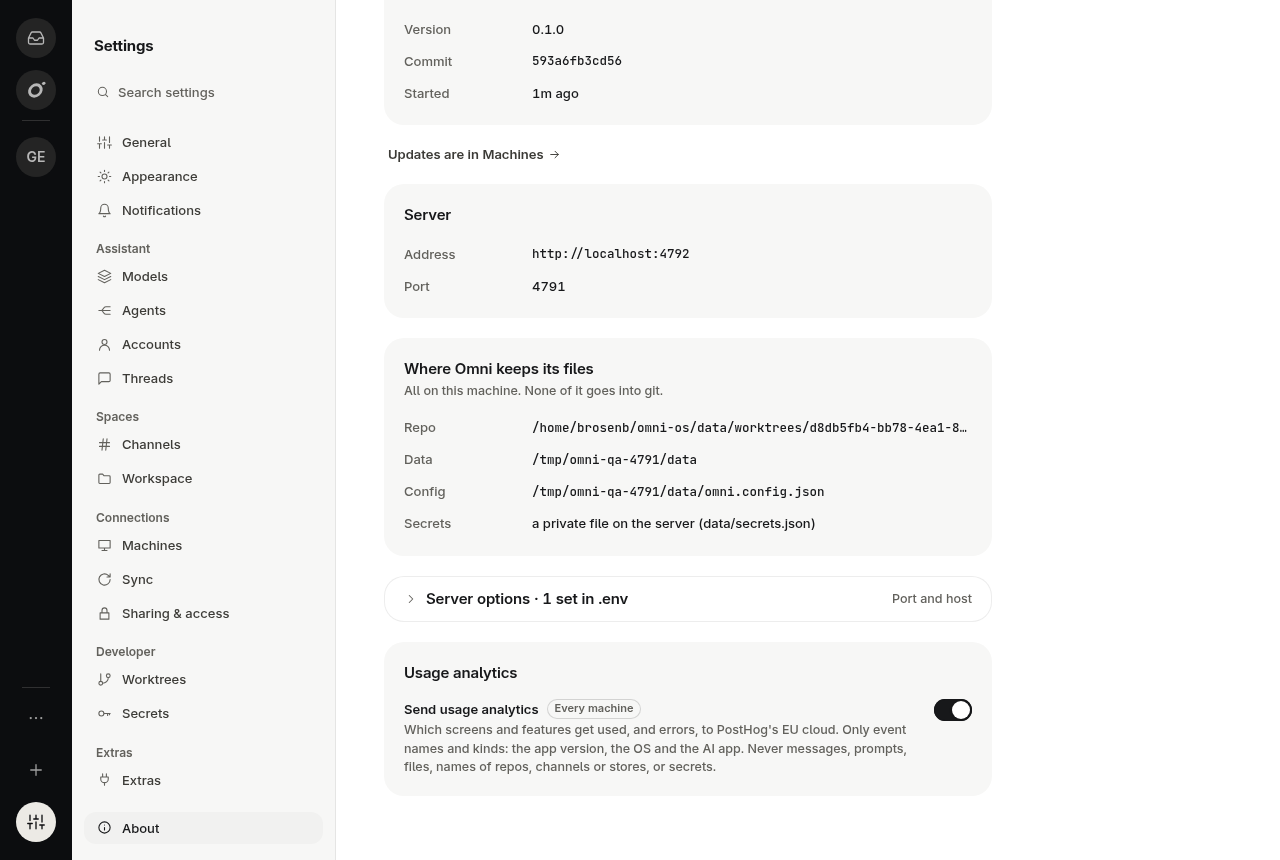 GE
Settings
Search settings
General
Appearance
Notifications
Assistant
Models
Agents
Accounts
Threads
Spaces
Channels
Workspace
Connections
Machines
Sync
Sharing & access
Developer
Worktrees
Secrets
Extras
Extras
About
Version 0.1.0
Commit 593a6fb3cd56
Started 1m ago
Updates are in Machines →
Server
Address http://localhost:4792
Port 4791
Where Omni keeps its files
All on this machine. None of it goes into git.
Repo /home/brosenb/omni-os/data/worktrees/d8db5fb4-bb78-4ea1-8…
Data /tmp/omni-qa-4791/data
Config /tmp/omni-qa-4791/data/omni.config.json
Secrets a private file on the server (data/secrets.json)
Server options · 1 set in .env Port and host
Usage analytics
Send usage analytics Every machine
Which screens and features get used, and errors, to PostHog's EU cloud. Only event
names and kinds: the app version, the OS and the AI app. Never messages, prompts,
files, names of repos, channels or stores, or secrets.